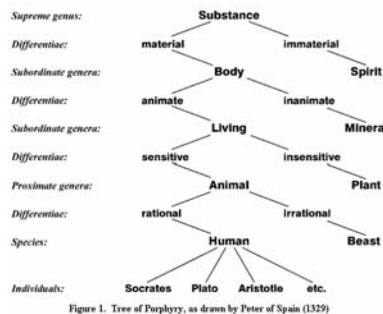 Supreme genus: Substance
Differentiae: material immaterial
Subordinate genera: Body Spirit
Differentiae: animate inanimate
Subordinate genera: Living Minera
Differentiae: sensitive insensitive
Proximate genera: Animal Plant
Differentiae: rational irrational
Species: Human Beast
Individuals: Socrates Plato Aristotle etc.
Figure 1. Tree of Porphyry, as drawn by Peter of Spain (1329)